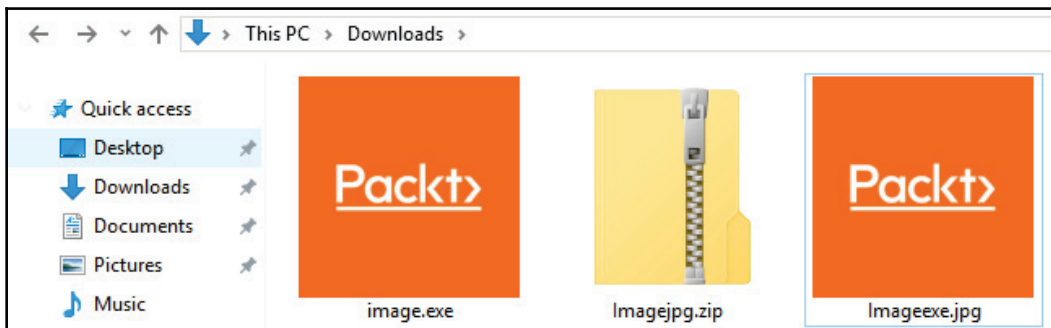 This PC > Downloads >
Quick access
Desktop
Downloads
Documents
Pictures
Music
Packt>
Packt>
image.exe
Imagejpg.zip
Imageexe.jpg